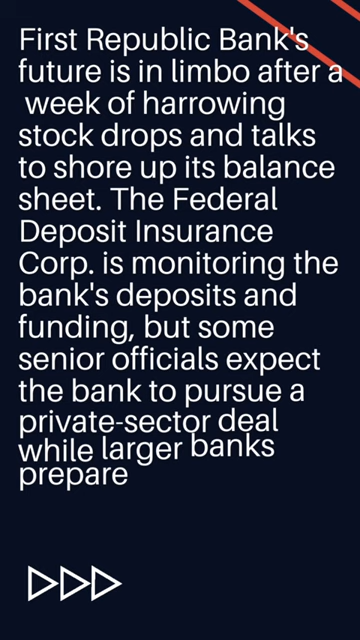 First Republic Bank's
future is in limbo after a
week of harrowing
stock drops and talks
to shore up its balance
sheet. The Federal
Deposit Insurance
Corp. is monitoring the
bank's deposits and
funding, but some
senior officials expect
the bank to pursue a
private-sector deal
while larger banks
prepare